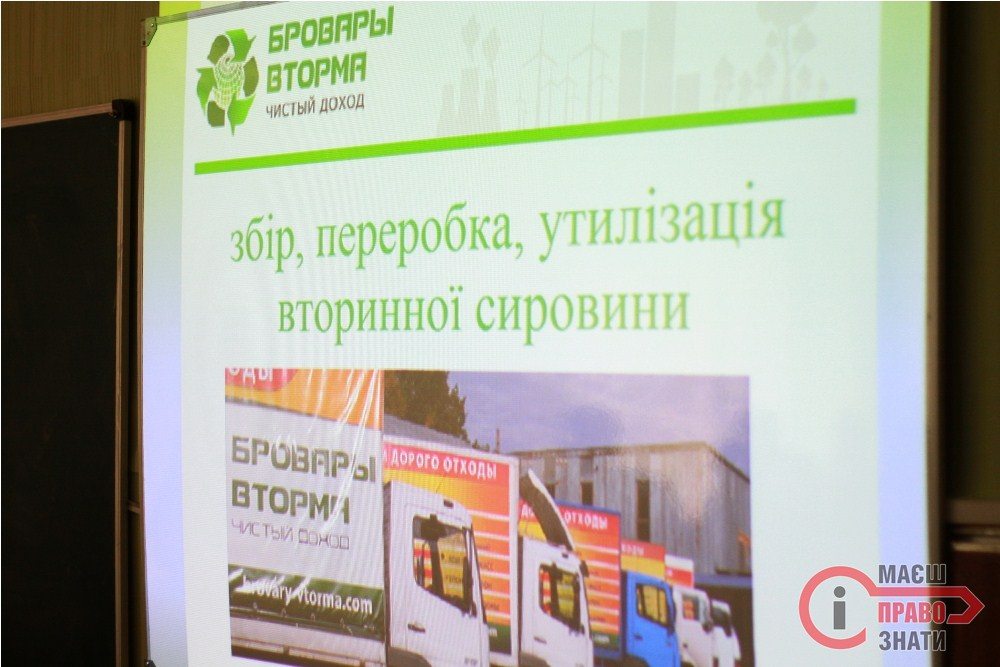 БРОВАРЫ
ВТОРМА
ЧИСТЫЙ ДОХОД
збір, переробка, утилізація
вторинної сировини
ОДЫ
БРОВАРЫ
ВТОРМА
ЧИСТЫЙ ДОХОД
brovary-vtorma.com
ДОРОГО ОТХОДЫ
ОТХОДЫ
МАЄШ
ПРАВО
ЗНАТИ